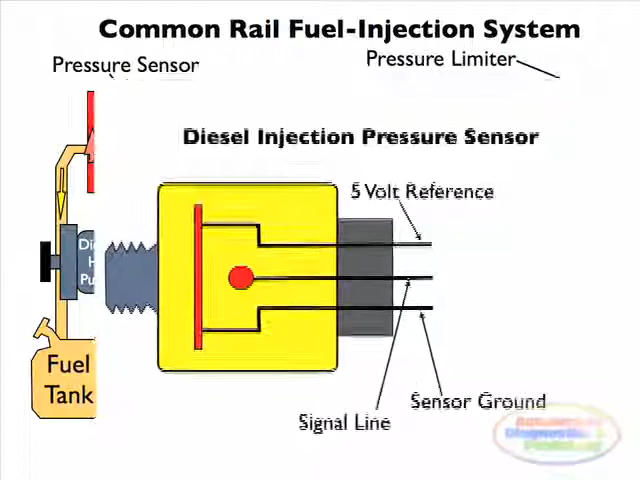 Common Rail Fuel-Injection System
Pressure Sensor
Pressure Limiter
Diesel Injection Pressure Sensor
5 Volt Reference
Fuel
Tank
Sensor Ground
Signal Line